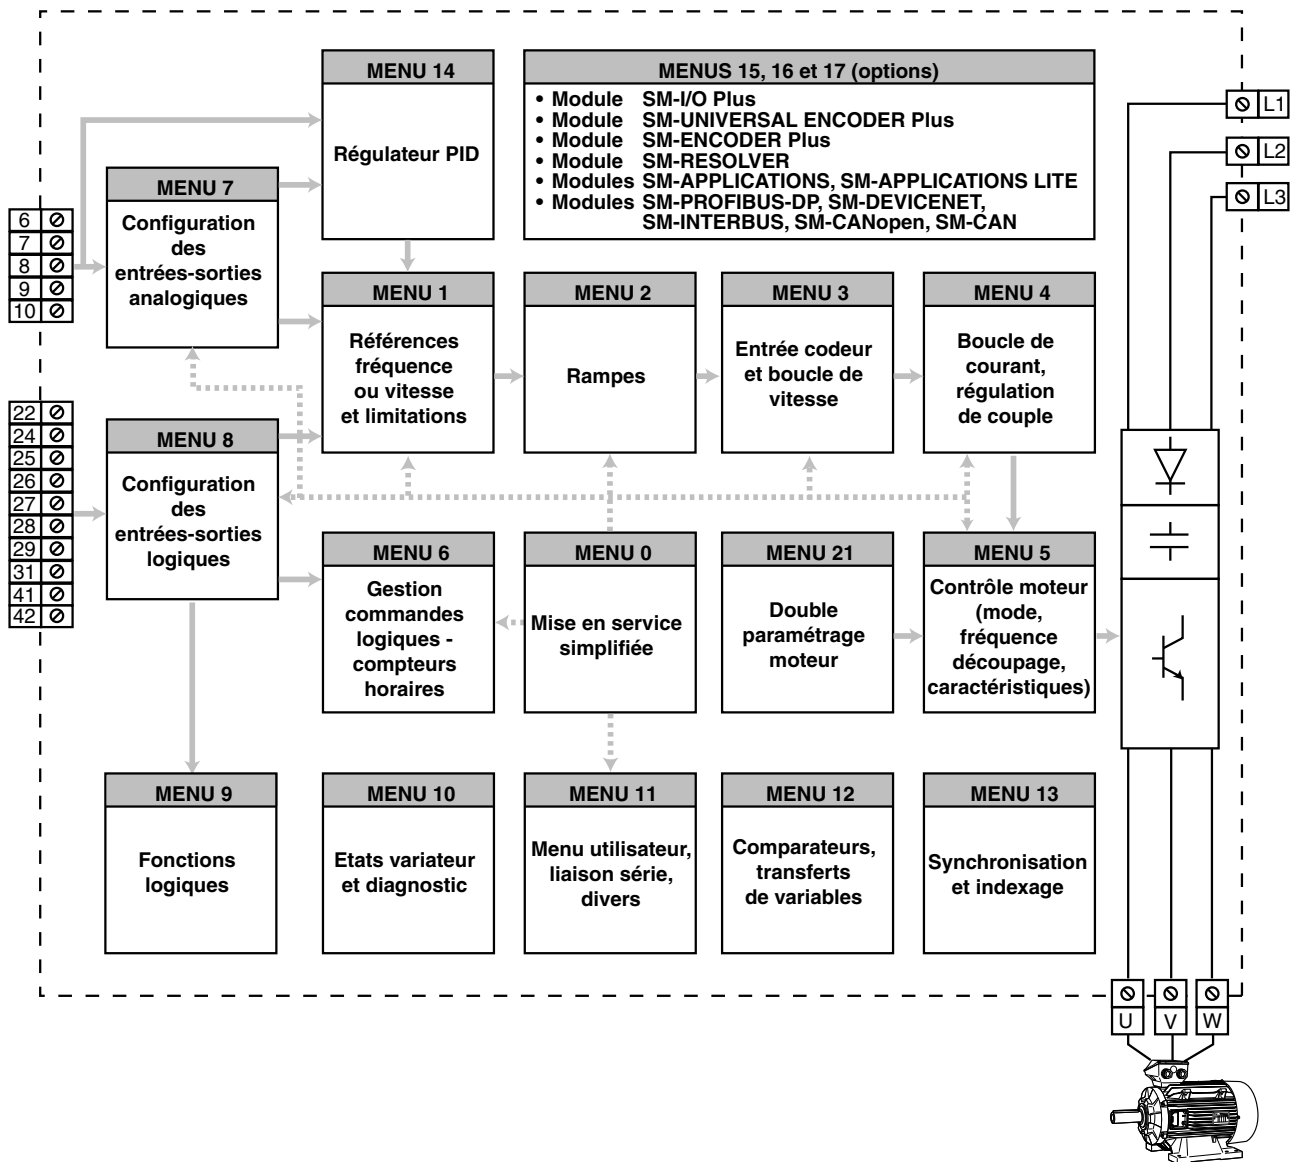 MENU 14
Régulateur PID
MENUS 15, 16 et 17 (options)
• Module SM-I/O Plus
• Module SM-UNIVERSAL ENCODER Plus
• Module SM-ENCODER Plus
• Module SM-RESOLVER
• Modules SM-APPLICATIONS, SM-APPLICATIONS LITE
• Modules SM-PROFIBUS-DP, SM-DEVICENET,
SM-INTERBUS, SM-CANopen, SM-CAN
L1
L2
L3
6
7
8
9
10
MENU 7
Configuration
des
entrées-sorties
analogiques
MENU 1
Références
fréquence
ou vitesse
et limitations
MENU 2
Rampes
MENU 3
Entrée codeur
et boucle de
vitesse
MENU 4
Boucle de
courant,
régulation
de couple
22
24
25
26
27
28
29
31
41
42
MENU 8
Configuration
des
entrées-sorties
logiques
MENU 6
Gestion
commandes
logiques -
compteurs
horaires
MENU 0
Mise en service
simplifiée
MENU 21
Double
paramétrage
moteur
MENU 5
Contrôle moteur
(mode,
fréquence
découpage,
caractéristiques)
MENU 9
Fonctions
logiques
MENU 10
Etats variateur
et diagnostic
MENU 11
Menu utilisateur,
liaison série,
divers
MENU 12
Comparateurs,
transferts
de variables
MENU 13
Synchronisation
et indexage
U
V
W